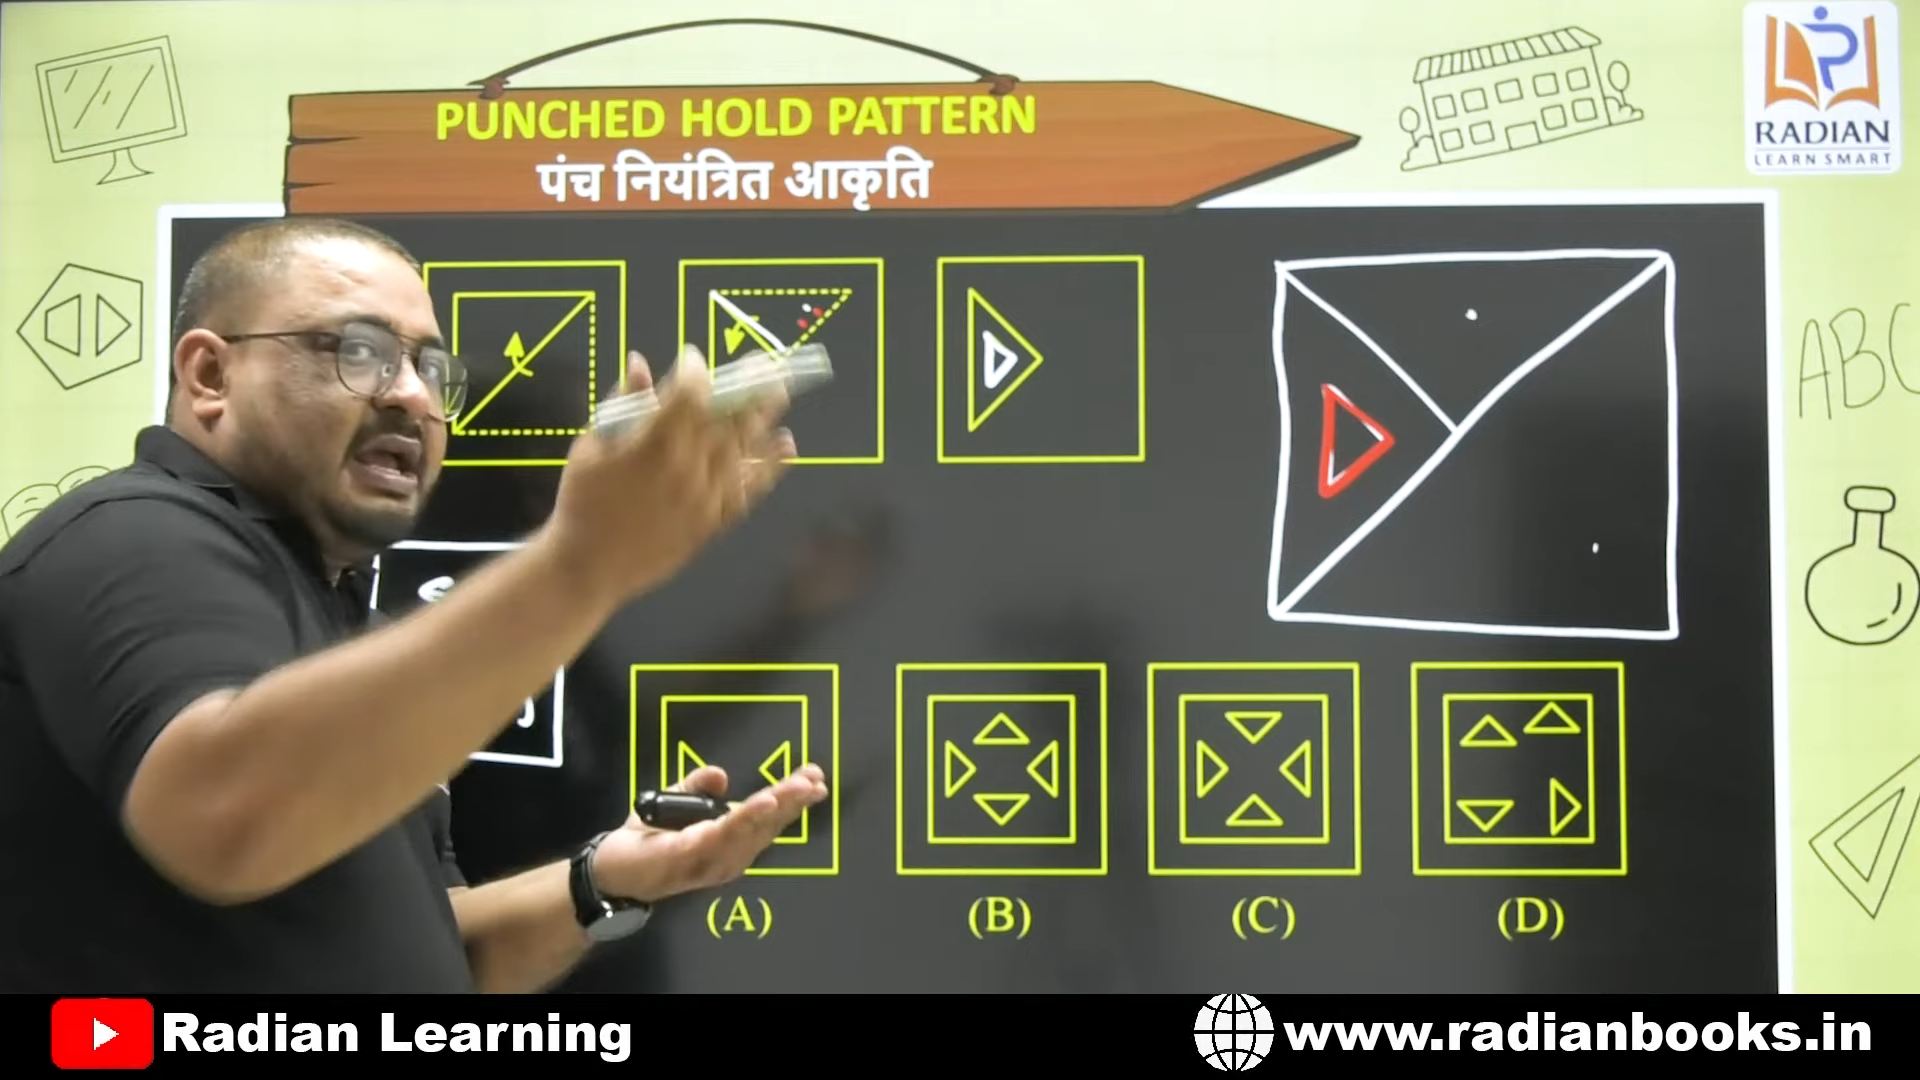 PUNCHED HOLD PATTERN
पंच नियंत्रित आकृति
RADIAN
LEARN SMART
ABC
(A)
(B)
(C)
(D)
Radian Learning
www.radianbooks.in